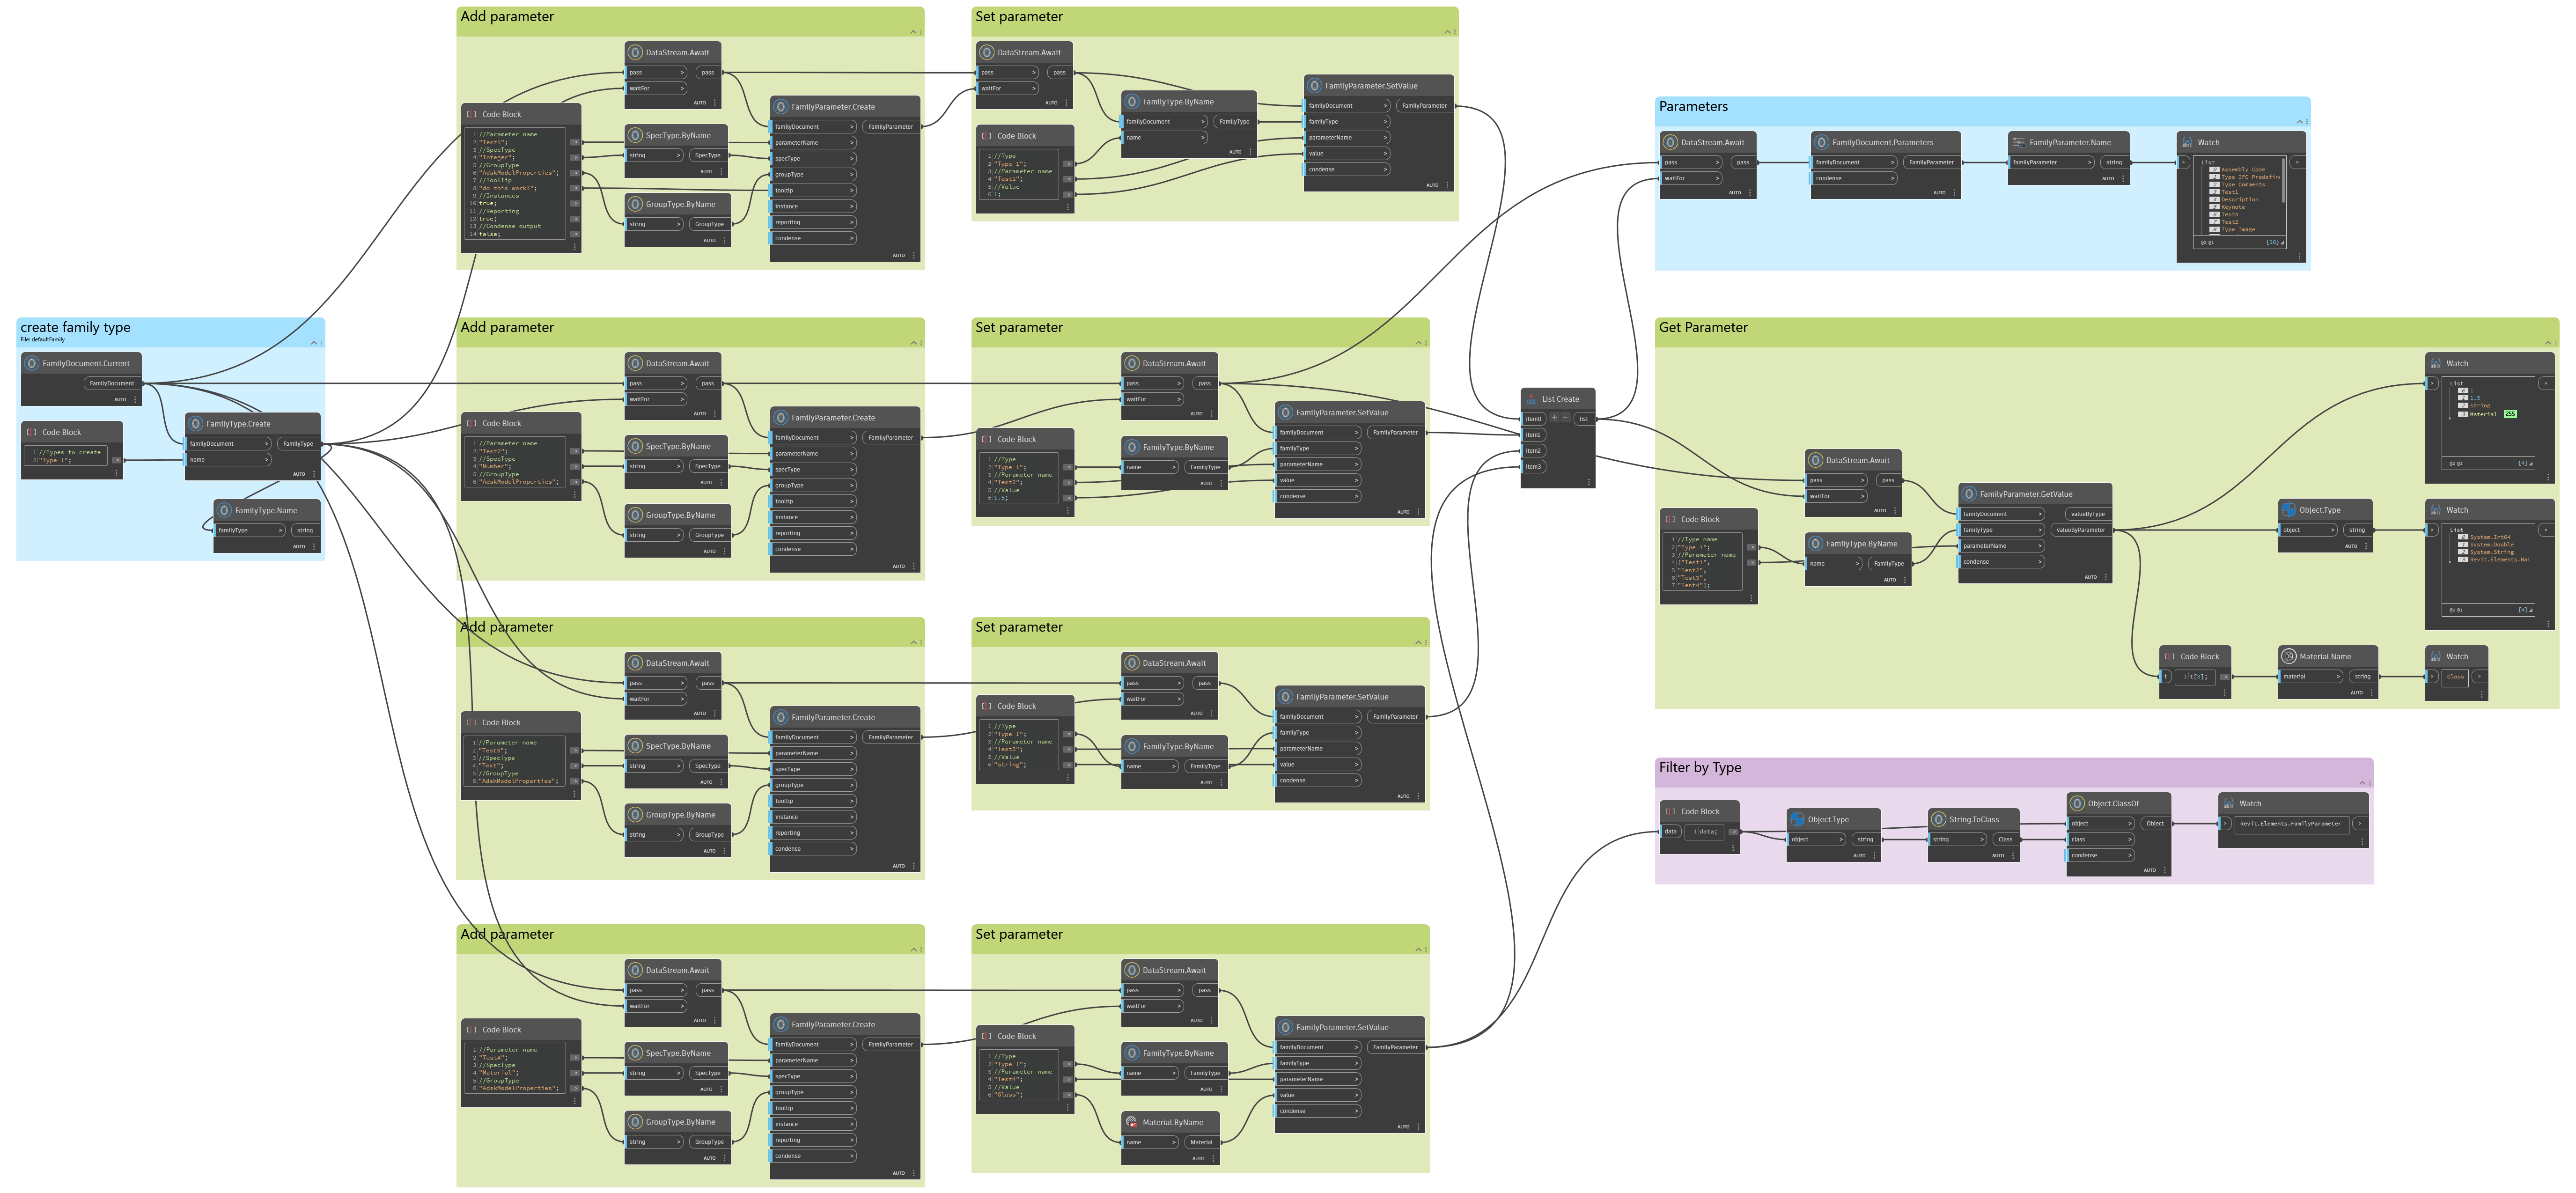 create family type
File: defaultFamily
FamilyDocument.Current
FamilyDocument
AUTO
Code Block
1 //Types to create
2 "Type 1";
FamilyType.Create
familyDocument > FamilyType
name >
AUTO
FamilyType.Name
familyType > string
AUTO
Add parameter
DataStream.Await
pass > pass
waitFor >
AUTO
Code Block
1 //Parameter name
2 "Test1";
3 //SpecType
4 "Integer";
5 //GroupType
6 "AdskModelProperties";
7 //ToolTip
8 "do this work?";
9 //Instances
10 true;
11 //Reporting
12 true;
13 //Condense output
14 false;
SpecType.ByName
string > SpecType
AUTO
GroupType.ByName
string > GroupType
AUTO
FamilyParameter.Create
familyDocument > FamilyParameter
parameterName >
specType >
groupType >
tooltip >
instance >
reporting >
condense >
AUTO
Set parameter
DataStream.Await
pass > pass
waitFor >
AUTO
Code Block
1 //Type
2 "Type 1";
3 //Parameter name
4 "Test1";
5 //Value
6 1;
FamilyType.ByName
familyDocument > FamilyType
name >
AUTO
FamilyParameter.SetValue
familyDocument > FamilyParameter
familyType >
parameterName >
value >
condense >
AUTO
Add parameter
DataStream.Await
pass > pass
waitFor >
AUTO
Code Block
1 //Parameter name
2 "Test2";
3 //SpecType
4 "Number";
5 //GroupType
6 "AdskModelProperties";
SpecType.ByName
string > SpecType
AUTO
GroupType.ByName
string > GroupType
AUTO
FamilyParameter.Create
familyDocument > FamilyParameter
parameterName >
specType >
groupType >
tooltip >
instance >
reporting >
condense >
AUTO
Set parameter
DataStream.Await
pass > pass
waitFor >
AUTO
Code Block
1 //Type
2 "Type 1";
3 //Parameter name
4 "Test2";
5 //Value
6 1.5;
FamilyType.ByName
name > FamilyType
AUTO
FamilyParameter.SetValue
familyDocument > FamilyParameter
familyType >
parameterName >
value >
condense >
AUTO
Add parameter
DataStream.Await
pass > pass
waitFor >
AUTO
Code Block
1 //Parameter name
2 "Test3";
3 //SpecType
4 "Text";
5 //GroupType
6 "AdskModelProperties";
SpecType.ByName
string > SpecType
AUTO
GroupType.ByName
string > GroupType
AUTO
FamilyParameter.Create
familyDocument > FamilyParameter
parameterName >
specType >
groupType >
tooltip >
instance >
reporting >
condense >
AUTO
Set parameter
DataStream.Await
pass > pass
waitFor >
AUTO
Code Block
1 //Type
2 "Type 1";
3 //Parameter name
4 "Test3";
5 //Value
6 "string";
FamilyType.ByName
name > FamilyType
AUTO
FamilyParameter.SetValue
familyDocument > FamilyParameter
familyType >
parameterName >
value >
condense >
AUTO
Add parameter
DataStream.Await
pass > pass
waitFor >
AUTO
Code Block
1 //Parameter name
2 "Test4";
3 //SpecType
4 "Material";
5 //GroupType
6 "AdskModelProperties";
SpecType.ByName
string > SpecType
AUTO
GroupType.ByName
string > GroupType
AUTO
FamilyParameter.Create
familyDocument > FamilyParameter
parameterName >
specType >
groupType >
tooltip >
instance >
reporting >
condense >
AUTO
Set parameter
DataStream.Await
pass > pass
waitFor >
AUTO
Code Block
1 //Type
2 "Type 1";
3 //Parameter name
4 "Test4";
5 //Value
6 "Glass";
FamilyType.ByName
name > FamilyType
AUTO
Material.ByName
name > Material
AUTO
FamilyParameter.SetValue
familyDocument > FamilyParameter
familyType >
parameterName >
value >
condense >
AUTO
List Create
item0 + - list
item1
item2
item3
AUTO
Parameters
DataStream.Await
pass > pass
waitFor >
AUTO
FamilyDocument.Parameters
familyDocument > FamilyParameter
condense >
AUTO
FamilyParameter.Name
familyParameter > string
AUTO
Watch
List
Assembly Code
Type IFC Predefin
Type Comments
Test1
Description
Keynote
Test4
Test2
Type Image
@2 @1 {16}
Get Parameter
Code Block
1 //Type name
2 "Type 1";
3 //Parameter name
4 ["Test1",
5 "Test2",
6 "Test3",
7 "Test4"];
DataStream.Await
pass > pass
waitFor >
AUTO
FamilyType.ByName
name > FamilyType
AUTO
FamilyParameter.GetValue
familyDocument > valueByType
familyType > valueByParameter
parameterName >
condense >
AUTO
Watch
List
1
1.5
string
Material 255
@2 @1 {4}
Object.Type
object > string
AUTO
Watch
List
System.Int64
System.Double
System.String
Revit.Elements.Ma
@2 @1 {4}
Code Block
t 1 t[3];
Material.Name
material > string
AUTO
Watch
Glass
Filter by Type
Code Block
data 1 data;
Object.Type
object > string
AUTO
String.ToClass
string > Class
AUTO
Object.ClassOf
object > Object
class >
condense >
AUTO
Watch
Revit.Elements.FamilyParameter